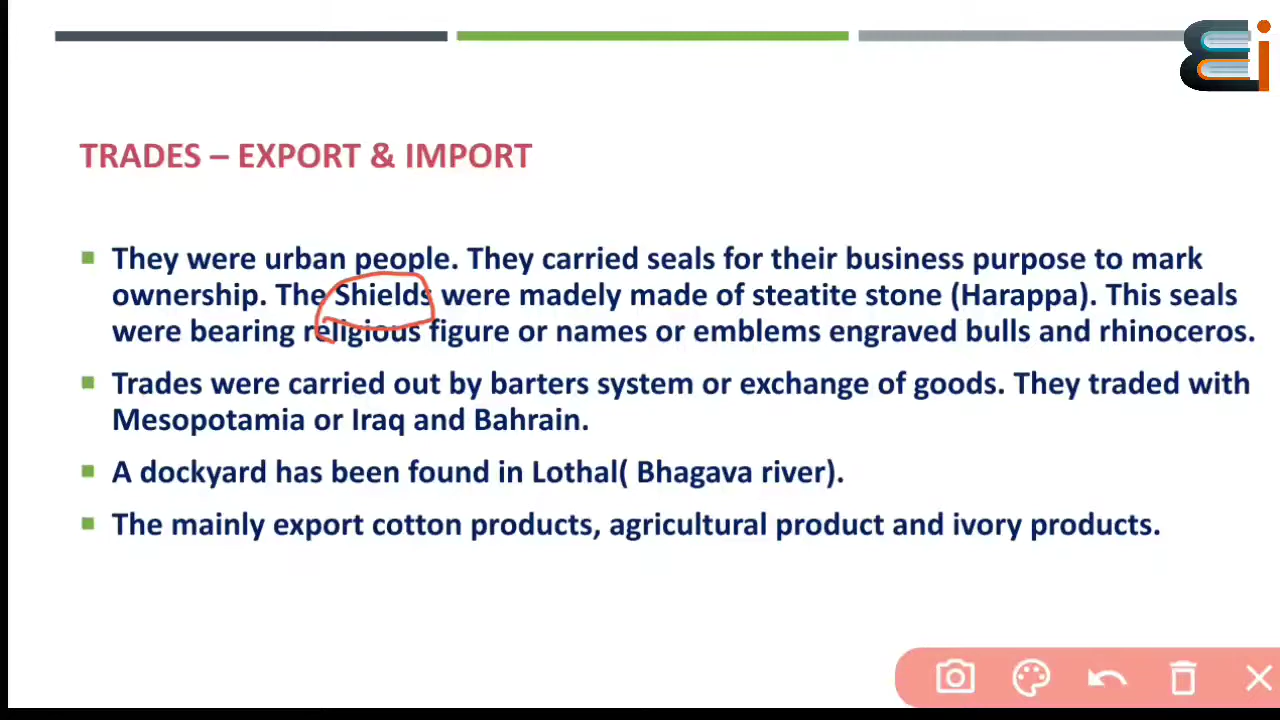 TRADES – EXPORT & IMPORT
They were urban people. They carried seals for their business purpose to mark
ownership. The Shields were madely made of steatite stone (Harappa). This seals
were bearing religious figure or names or emblems engraved bulls and rhinoceros.
Trades were carried out by barters system or exchange of goods. They traded with
Mesopotamia or Iraq and Bahrain.
A dockyard has been found in Lothal( Bhagava river).
The mainly export cotton products, agricultural product and ivory products.